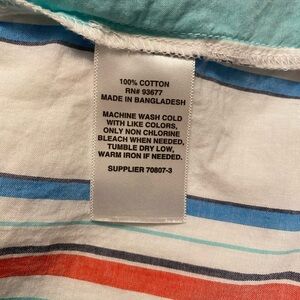 100% COTTON
RN# 93677
MADE IN BANGLADESH
MACHINE WASH COLD
WITH LIKE COLORS,
ONLY NON CHLORINE
BLEACH WHEN NEEDED.
TUMBLE DRY LOW,
WARM IRON IF NEEDED.
SUPPLIER 70807-3